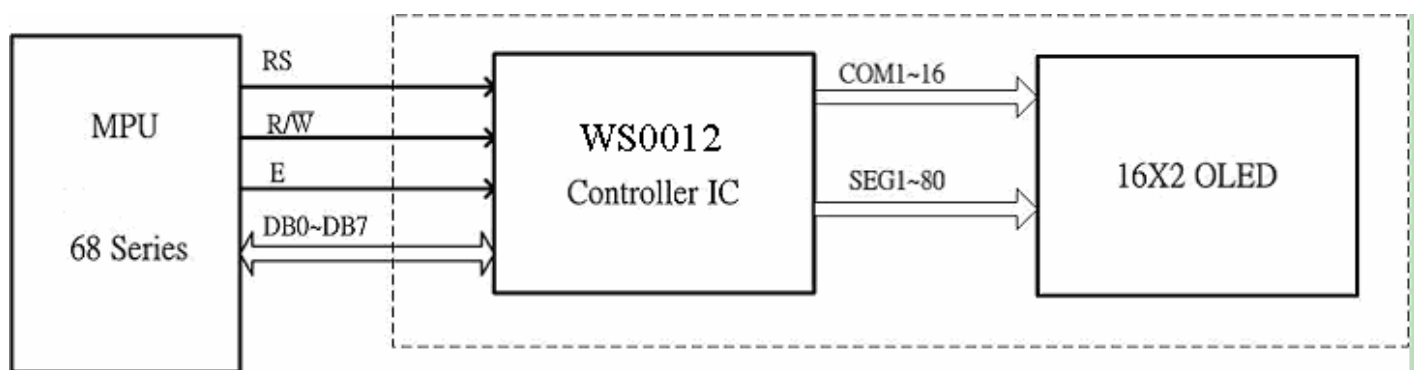 MPU
68 Series
RS
R/W̅
E
DB0~DB7
WS0012
Controller IC
COM1~16
SEG1~80
16X2 OLED